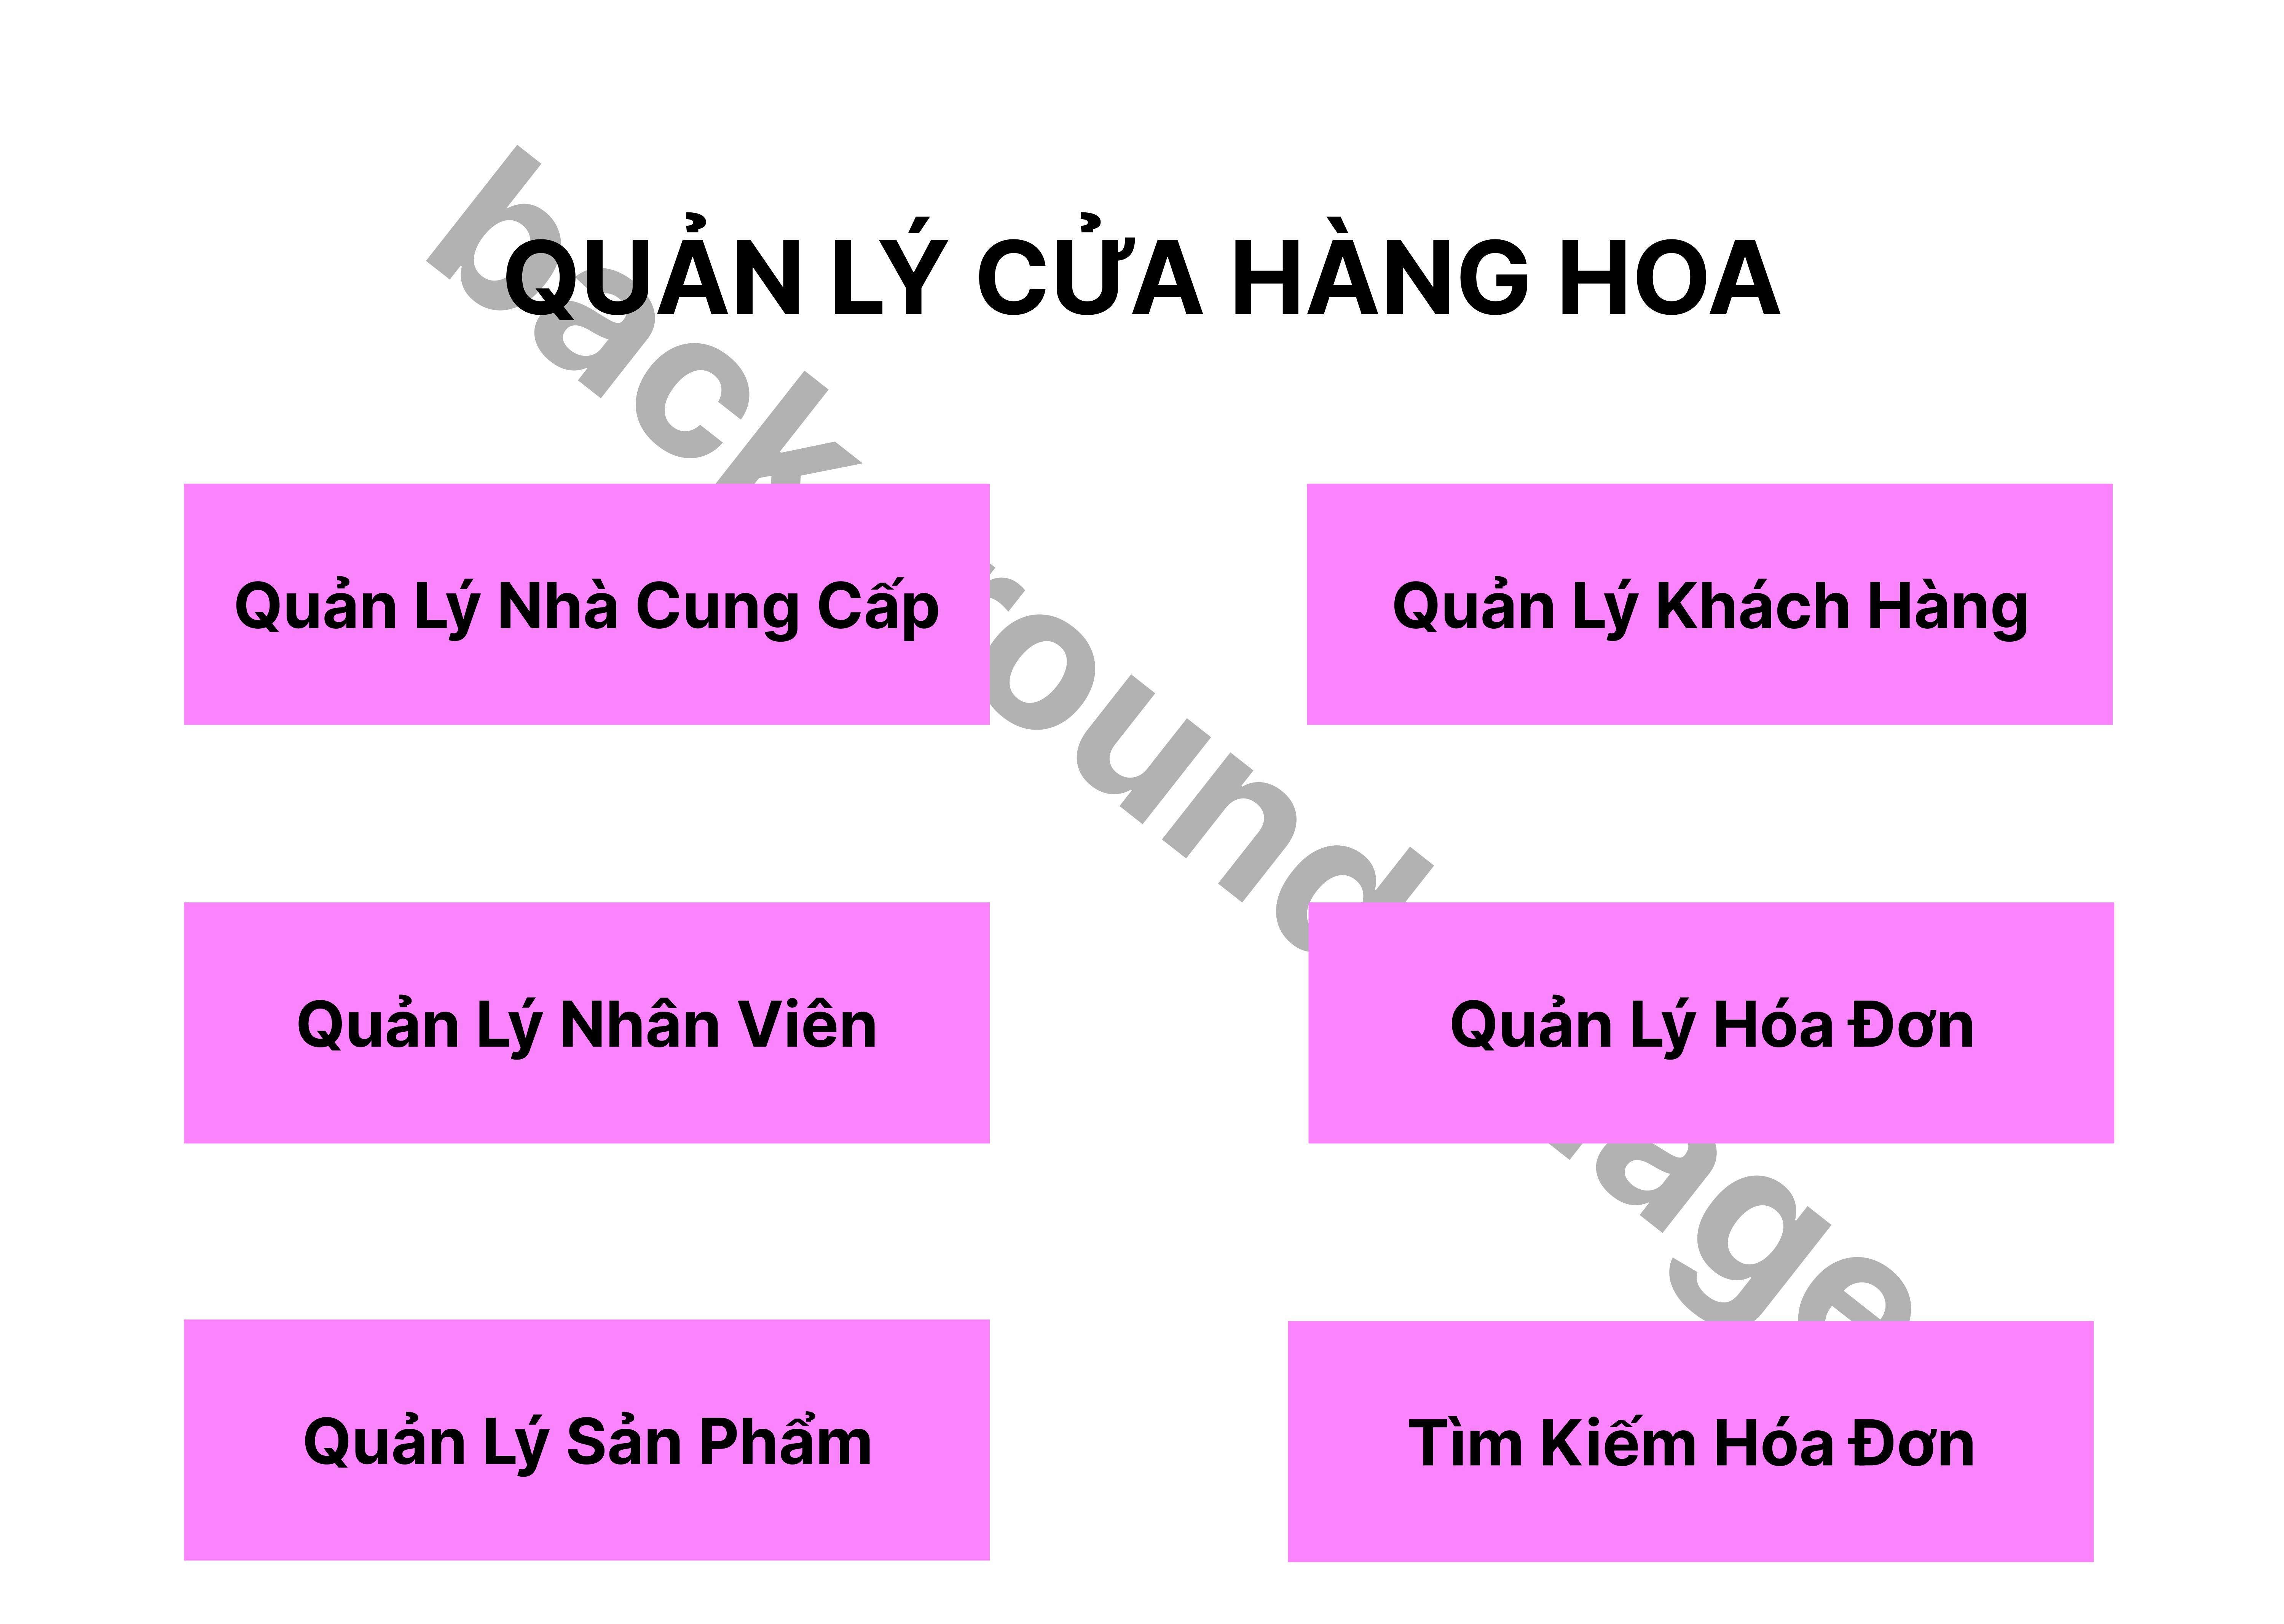 QUẢN LÝ CỬA HÀNG HOA
Quản Lý Nhà Cung Cấp
Quản Lý Khách Hàng
Quản Lý Nhân Viên
Quản Lý Hóa Đơn
Quản Lý Sản Phẩm
Tìm Kiếm Hóa Đơn